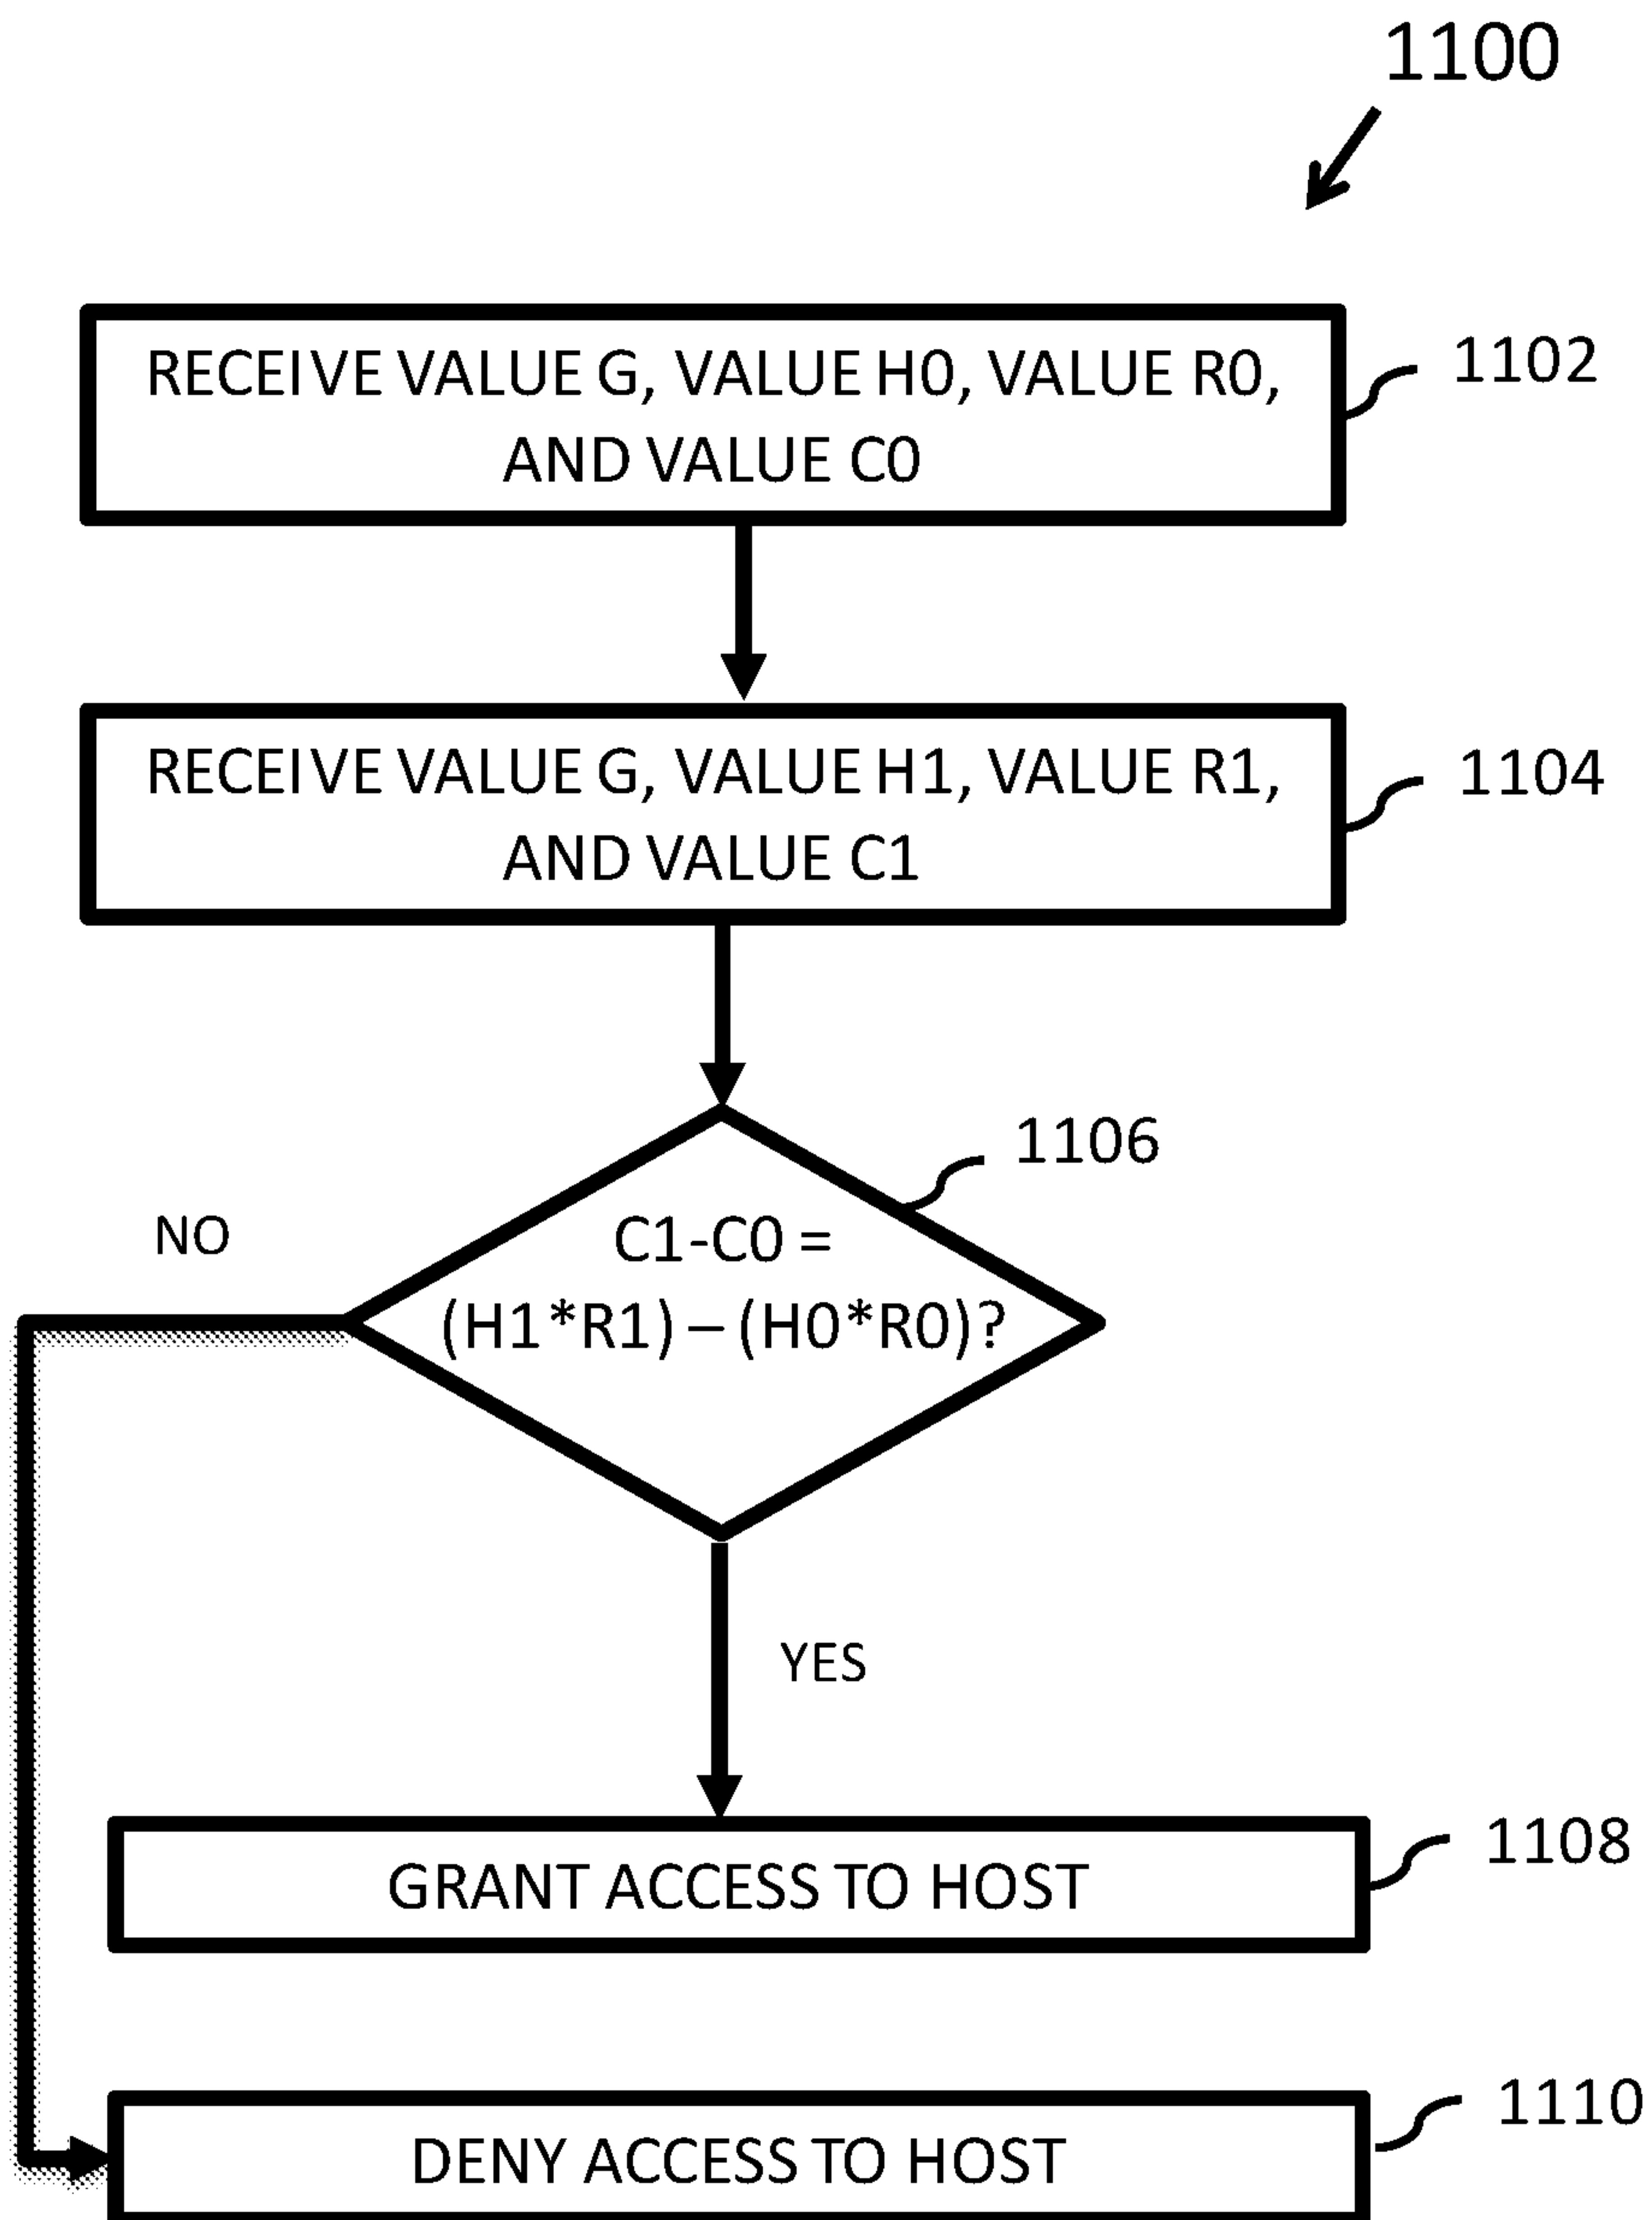 1100
RECEIVE VALUE G, VALUE H0, VALUE R0,
AND VALUE C0
1102
RECEIVE VALUE G, VALUE H1, VALUE R1,
AND VALUE C1
1104
1106
C1-C0 =
(H1*R1) – (H0*R0)?
NO
YES
GRANT ACCESS TO HOST
1108
DENY ACCESS TO HOST
1110